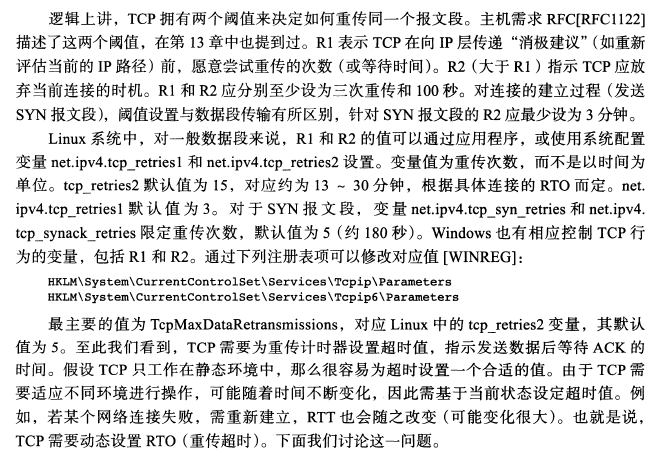 逻辑上讲，TCP 拥有两个阈值来决定如何重传同一个报文段。主机需求 RFC[RFC1122]
描述了这两个阈值，在第 13 章中也提到过。R1 表示 TCP 在向 IP 层传递“消极建议”（如重新
评估当前的 IP 路径）前，愿意尝试重传的次数（或等待时间）。R2（大于 R1）指示 TCP 应放
弃当前连接的时机。R1 和 R2 应分别至少设为三次重传和 100 秒。对连接的建立过程（发送
SYN 报文段），阈值设置与数据段传输有所区别，针对 SYN 报文段的 R2 应最少设为 3 分钟。
Linux 系统中，对一般数据段来说，R1 和 R2 的值可以通过应用程序，或使用系统配置
变量 net.ipv4.tcp_retries1 和 net.ipv4.tcp_retries2 设置。变量值为重传次数，而不是以时间为
单位。tcp_retries2 默认值为 15，对应约为 13 ~ 30 分钟，根据具体连接的 RTO 而定。net.
ipv4.tcp_retries1 默认值为 3。对于 SYN 报文段，变量 net.ipv4.tcp_syn_retries 和 net.ipv4.
tcp_synack_retries 限定重传次数，默认值为 5（约 180 秒）。Windows 也有相应控制 TCP 行
为的变量，包括 R1 和 R2。通过下列注册表项可以修改对应值 [WINREG]：
HKLM\System\CurrentControlSet\Services\Tcpip\Parameters
HKLM\System\CurrentControlSet\Services\Tcpip6\Parameters
最主要的值为 TcpMaxDataRetransmissions，对应 Linux 中的 tcp_retries2 变量，其默认
值为 5。至此我们看到，TCP 需要为重传计时器设置超时值，指示发送数据后等待 ACK 的
时间。假设 TCP 只工作在静态环境中，那么很容易为超时设置一个合适的值。由于 TCP 需
要适应不同环境进行操作，可能随着时间不断变化，因此需基于当前状态设定超时值。例
如，若某个网络连接失败，需重新建立，RTT 也会随之改变（可能变化很大）。也就是说，
TCP 需要动态设置 RTO（重传超时）。下面我们讨论这一问题。